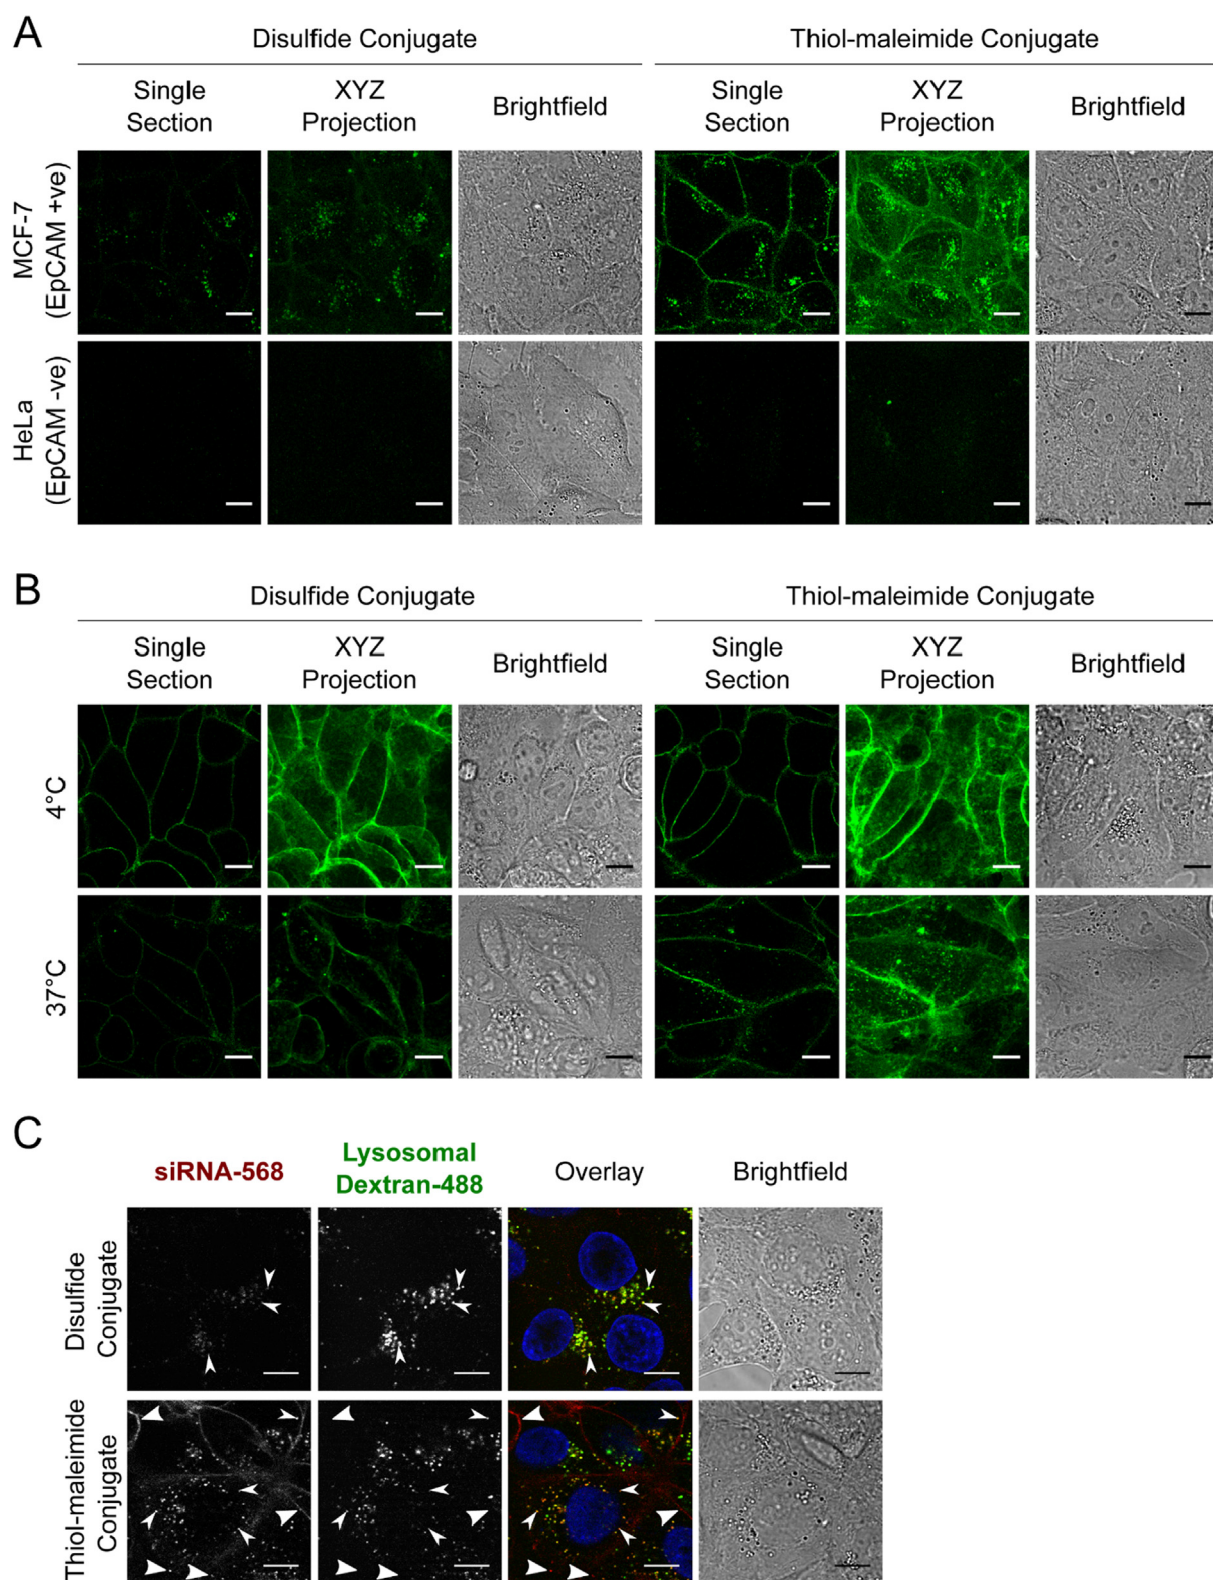 A
Disulfide Conjugate
Thiol-maleimide Conjugate
Single
Section
XYZ
Projection
Brightfield
Single
Section
XYZ
Projection
Brightfield
MCF-7
(EpCAM +ve)
HeLa
(EpCAM -ve)
B
Disulfide Conjugate
Thiol-maleimide Conjugate
Single
Section
XYZ
Projection
Brightfield
Single
Section
XYZ
Projection
Brightfield
4°C
37°C
C
siRNA-568
Lysosomal
Dextran-488
Overlay
Brightfield
Disulfide
Conjugate
Thiol-maleimide
Conjugate